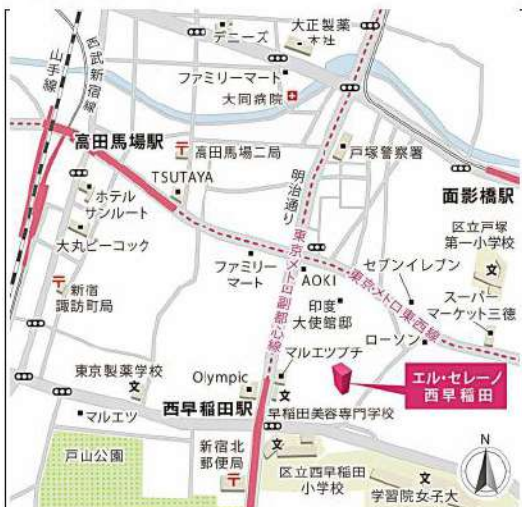 デニーズ
大正製薬
本社
山手線
西武新宿線
ファミリーマート
大同病院
高田馬場駅
高田馬場二局
戸塚警察署
TSUTAYA
明治通り
面影橋駅
ホテル
サンルート
区立戸塚
第一小学校
大丸ピーコック
東京メトロ副都心線
ファミリー
マート
AOKI
セブンイレブン
東京メトロ東西線
新宿
諏訪町局
印度
大使館邸
スーパー
マーケット三徳
ローソン
東京製薬学校
Olympic
マルエツプチ
エル・セレーノ
西早稲田
マルエツ
西早稲田駅
早稲田美容専門学校
戸山公園
新宿北
郵便局
区立西早稲田
小学校
学習院女子大
N